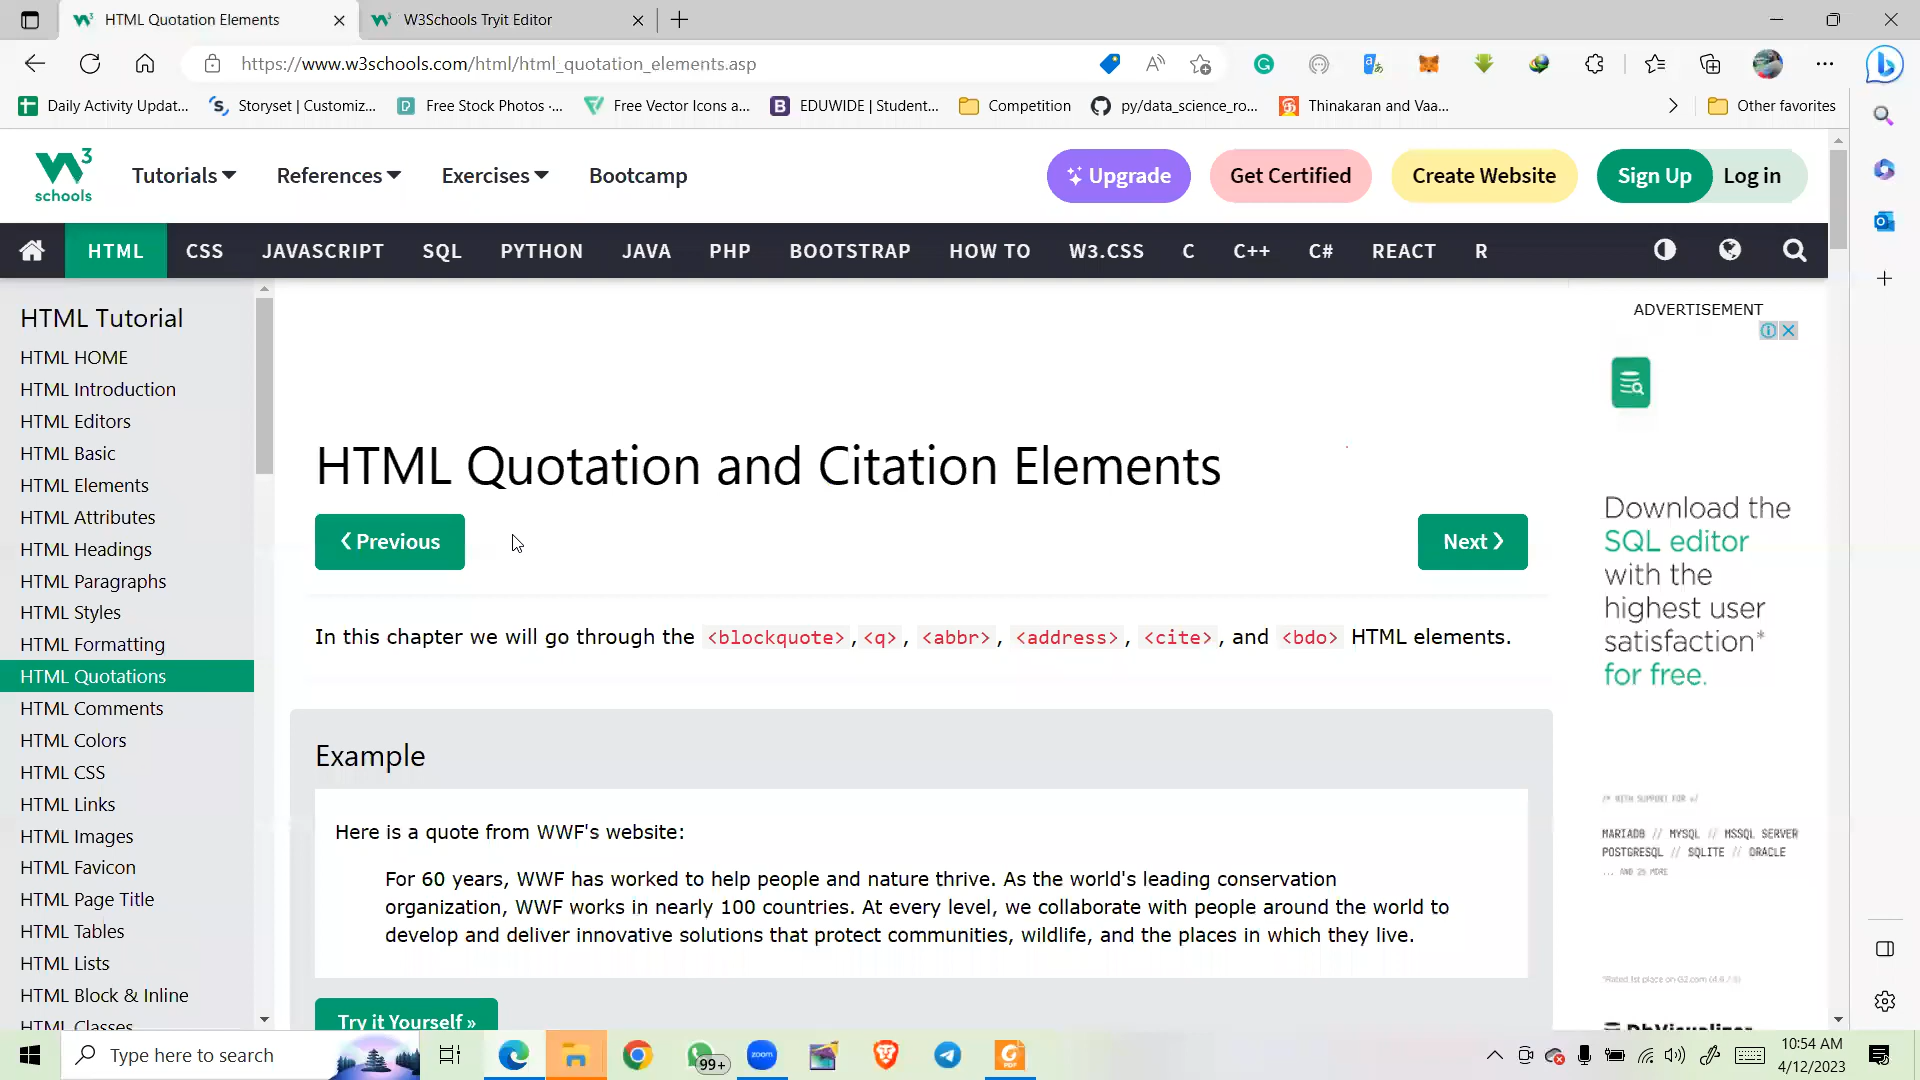 HTML Quotation Elements
W3Schools Tryit Editor
https://www.w3schools.com/html/html_quotation_elements.asp
Daily Activity Updat...
Storyset | Customiz...
Free Stock Photos ·...
Free Vector Icons a...
EDUWIDE | Student...
Competition
py/data_science_ro...
Thinakaran and Vaa...
Other favorites
W3 schools
Tutorials
References
Exercises
Bootcamp
Upgrade
Get Certified
Create Website
Sign Up
Log in
HTML
CSS
JAVASCRIPT
SQL
PYTHON
JAVA
PHP
BOOTSTRAP
HOW TO
W3.CSS
C
C++
C#
REACT
R
HTML Tutorial
HTML HOME
HTML Introduction
HTML Editors
HTML Basic
HTML Elements
HTML Attributes
HTML Headings
HTML Paragraphs
HTML Styles
HTML Formatting
HTML Quotations
HTML Comments
HTML Colors
HTML CSS
HTML Links
HTML Images
HTML Favicon
HTML Page Title
HTML Tables
HTML Lists
HTML Block & Inline
HTML Classes
HTML Quotation and Citation Elements
❮ Previous
Next ❯
In this chapter we will go through the <blockquote>,<q>, <abbr>, <address>, <cite>, and <bdo> HTML elements.
Example
Here is a quote from WWF's website:
For 60 years, WWF has worked to help people and nature thrive. As the world's leading conservation
organization, WWF works in nearly 100 countries. At every level, we collaborate with people around the world to
develop and deliver innovative solutions that protect communities, wildlife, and the places in which they live.
Try it Yourself »
ADVERTISEMENT
Download the
SQL editor
with the
highest user
satisfaction*
for free.
/* WITH SUPPORT FOR */
MARIADB // MYSQL // MSSQL SERVER
POSTGRESQL // SQLITE // ORACLE
... AND 25 MORE
DbVisualizer
Type here to search
99+
zoom
10:54 AM
4/12/2023